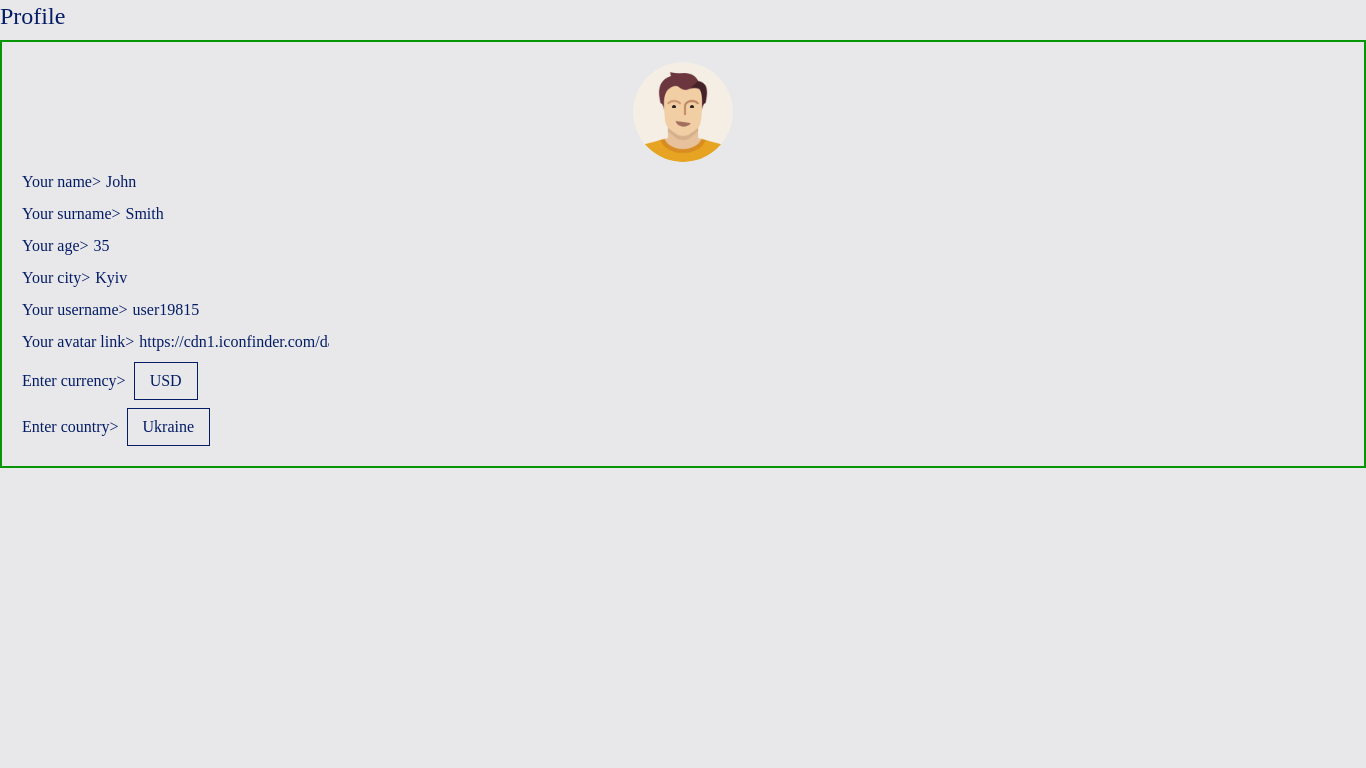 Profile
Your name> John
Your surname> Smith
Your age> 35
Your city> Kyiv
Your username> user19815
Your avatar link> https://cdn1.iconfinder.com/d
Enter currency> USD
Enter country> Ukraine